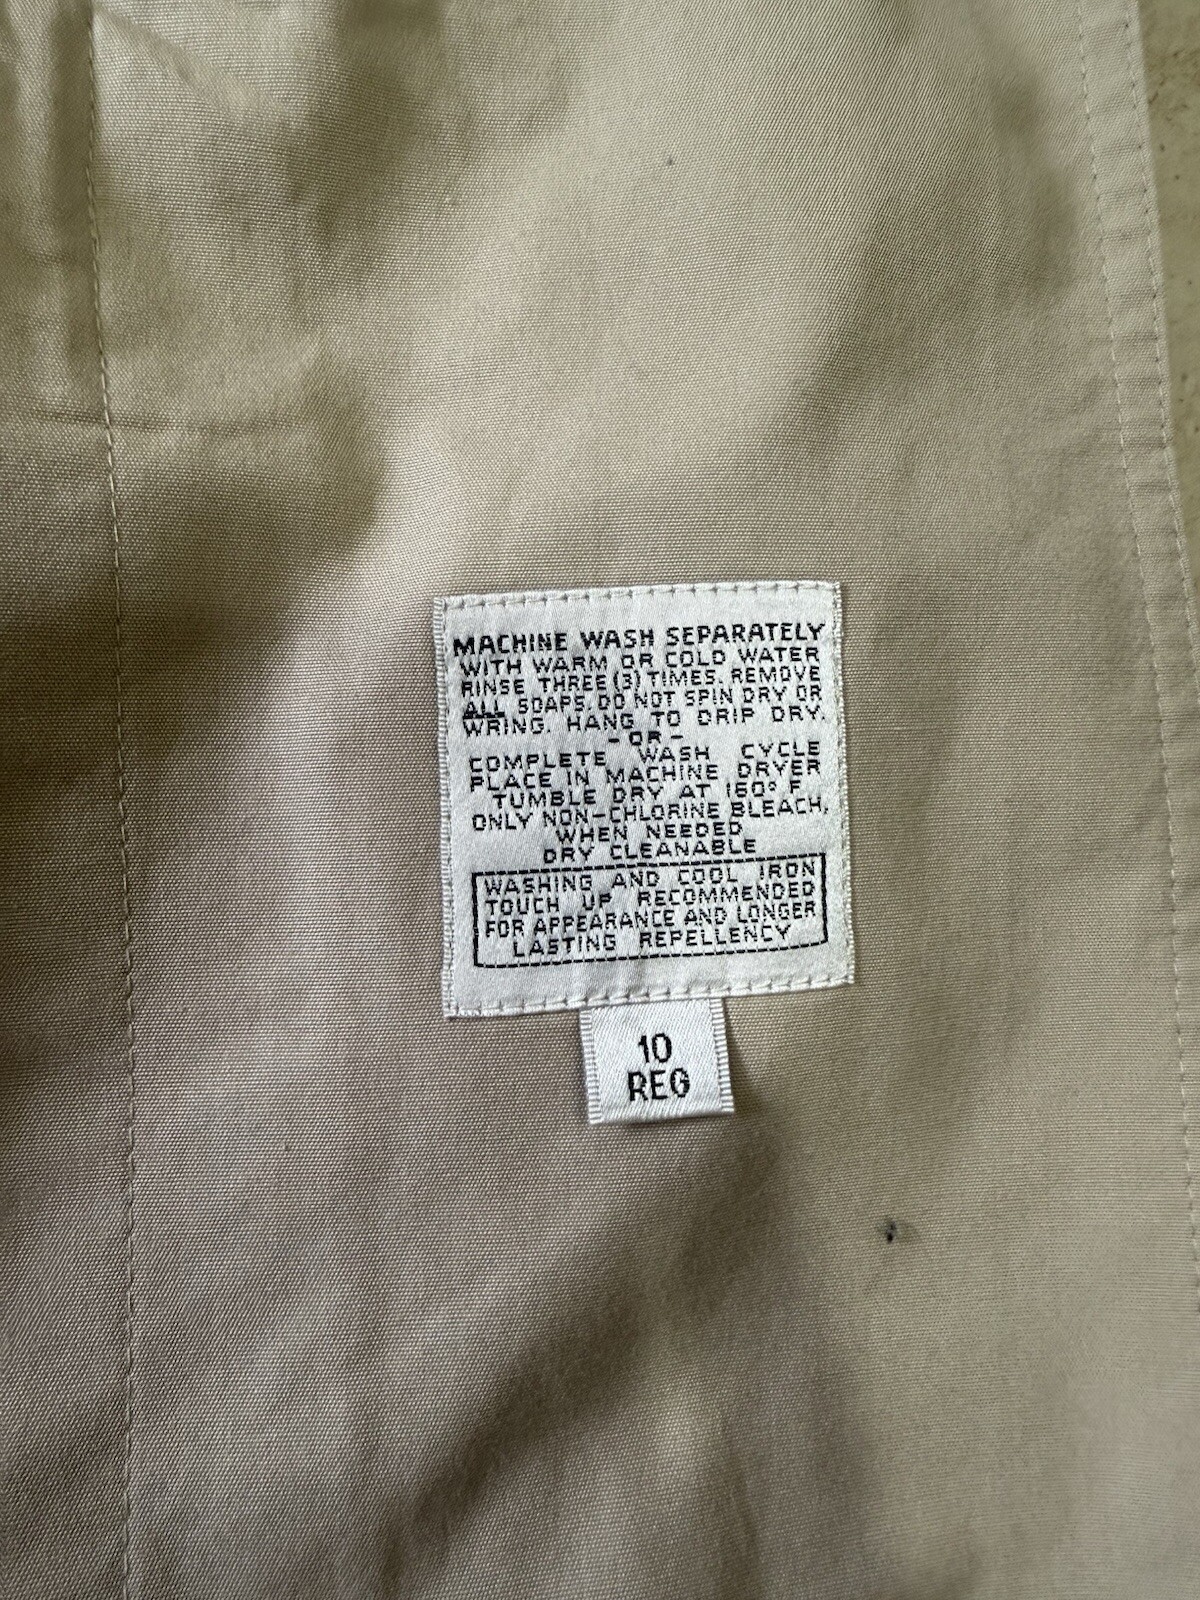 MACHINE WASH SEPARATELY
WITH WARM OR COLD WATER
RINSE THREE (3) TIMES. REMOVE
ALL SOAPS. DO NOT SPIN DRY OR
WRING. HANG TO DRIP DRY.
- OR -
COMPLETE WASH CYCLE
PLACE IN MACHINE DRYER
TUMBLE DRY AT 160° F
ONLY NON-CHLORINE BLEACH,
WHEN NEEDED
DRY CLEANABLE
WASHING AND COOL IRON
TOUCH UP RECOMMENDED
FOR APPEARANCE AND LONGER
LASTING REPELLENCY
10
REG